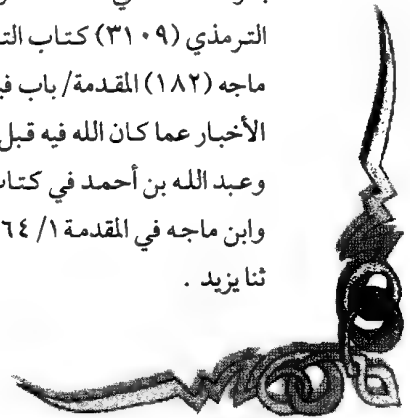 الترمذي (٣١٠٩) كتاب الت
ماجه (١٨٢) المقدمة/ باب في
الأخبار عما كان الله فيه قبل
وعبد الله بن أحمد في كتاب
وابن ماجه في المقدمة ١/ ٦٤
ثنا يزيد .